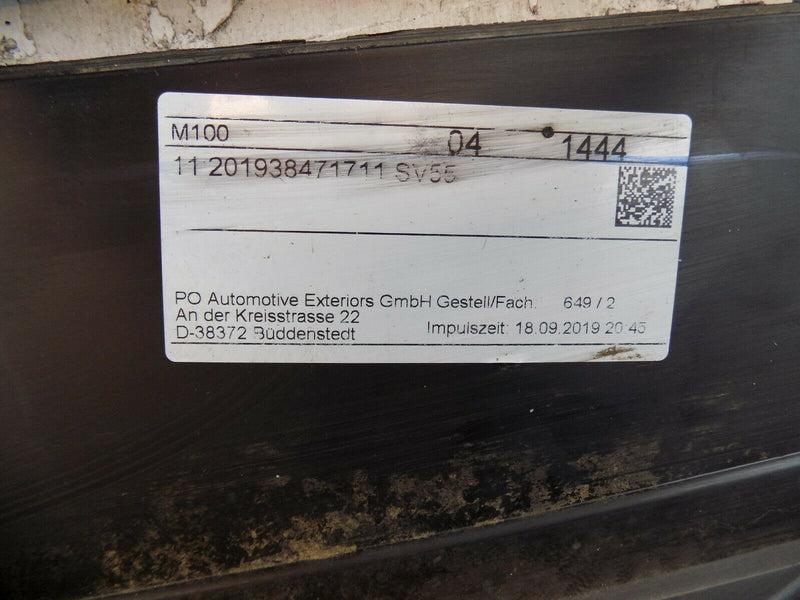 M100 04 1444
11 201938471711 SV55
PO Automotive Exteriors GmbH Gestell/Fach: 649 / 2
An der Kreisstrasse 22
D-38372 Büddenstedt Impulszeit: 18.09.2019 20:45